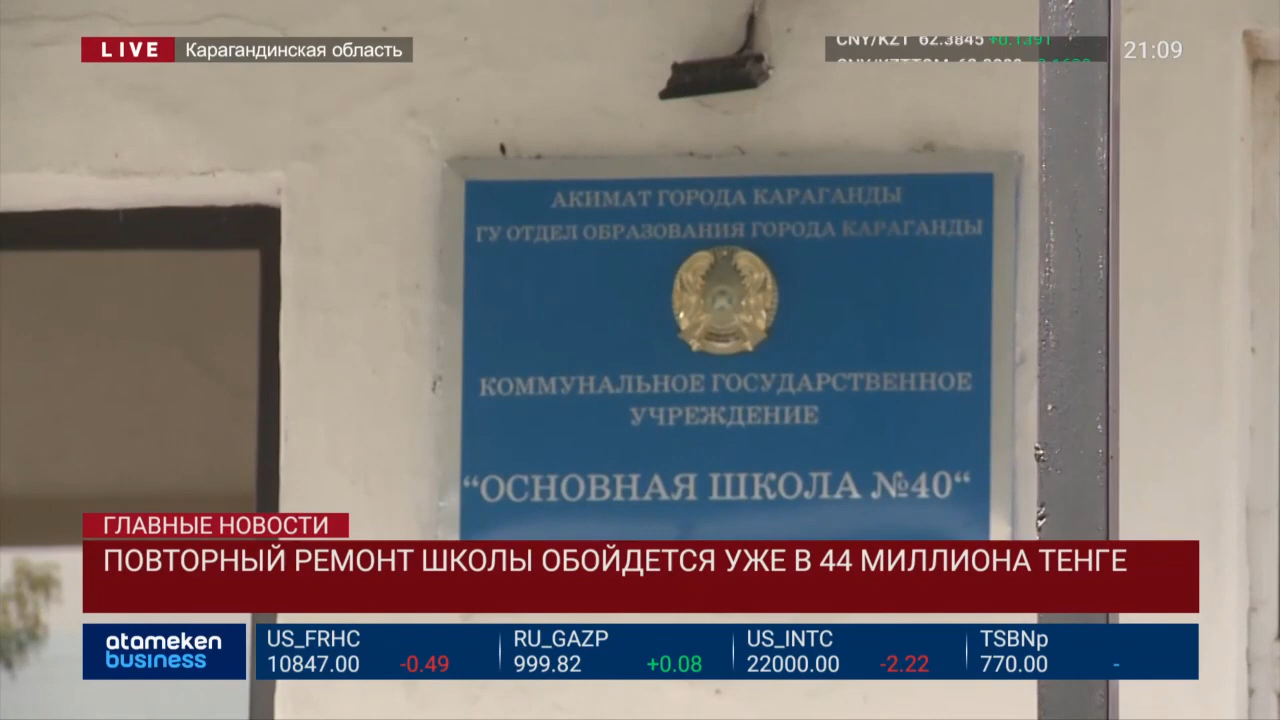 LIVE
Карагандинская область
CNY/KZT 62.3845 +0.1391
21:09
АКИМАТ ГОРОДА КАРАГАНДЫ
ГУ ОТДЕЛ ОБРАЗОВАНИЯ ГОРОДА КАРАГАНДЫ
КОММУНАЛЬНОЕ ГОСУДАРСТВЕННОЕ
УЧРЕЖДЕНИЕ
“ОСНОВНАЯ ШКОЛА №40“
ГЛАВНЫЕ НОВОСТИ
ПОВТОРНЫЙ РЕМОНТ ШКОЛЫ ОБОЙДЕТСЯ УЖЕ В 44 МИЛЛИОНА ТЕНГЕ
atameken
business
US_FRHC
10847.00 -0.49
RU_GAZP
999.82 +0.08
US_INTC
22000.00 -2.22
TSBNp
770.00 -